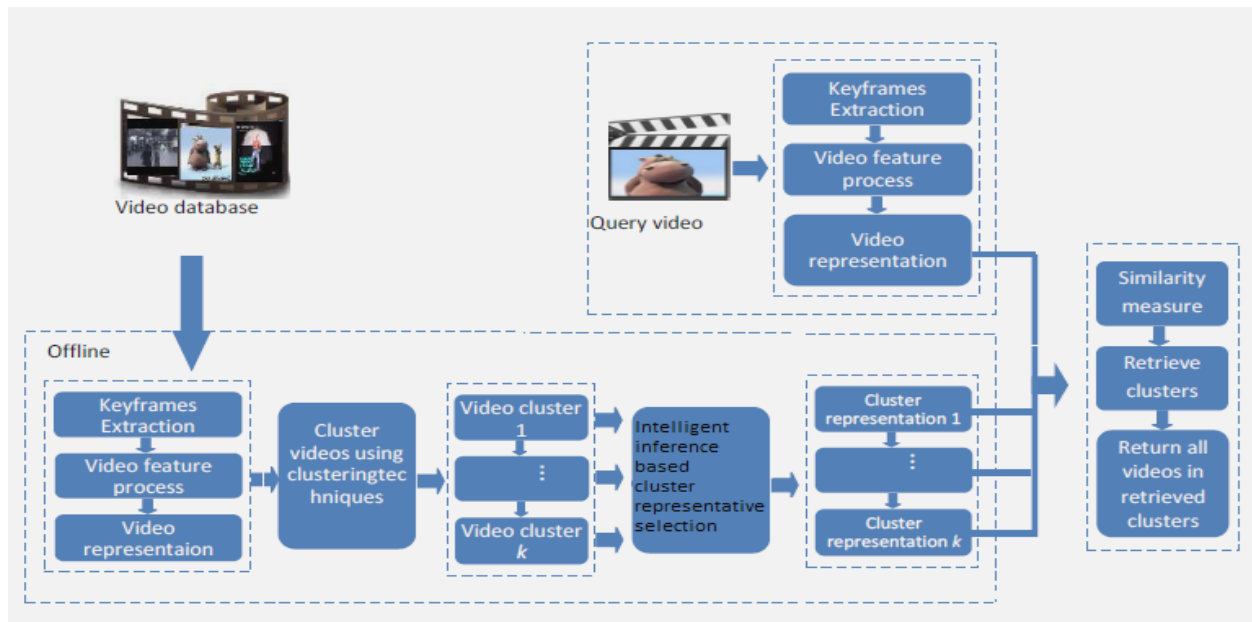 Video database
Query video
Keyframes
Extraction
Video feature
process
Video
representation
Similarity
measure
Retrieve
clusters
Return all
videos in
retrieved
clusters
Offline
Keyframes
Extraction
Video feature
process
Video
representaion
Cluster
videos using
clusteringtec
hniques
Video cluster
1
⋮
Video cluster
k
Intelligent
inference
based
cluster
representative
selection
Cluster
representation 1
⋮
Cluster
representation k